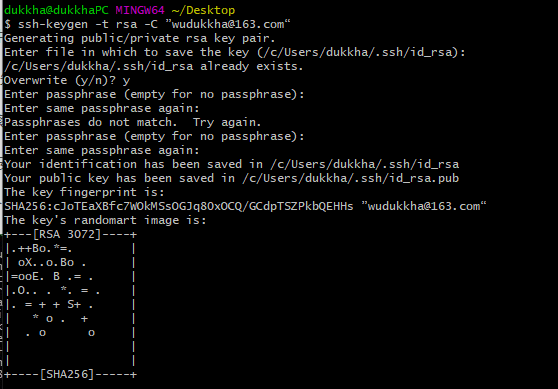 dukkha@dukkhaPC MINGW64 ~/Desktop
$ ssh-keygen -t rsa -C ”wudukkha@163.com“
Generating public/private rsa key pair.
Enter file in which to save the key (/c/Users/dukkha/.ssh/id_rsa):
/c/Users/dukkha/.ssh/id_rsa already exists.
Overwrite (y/n)? y
Enter passphrase (empty for no passphrase):
Enter same passphrase again:
Passphrases do not match.  Try again.
Enter passphrase (empty for no passphrase):
Enter same passphrase again:
Your identification has been saved in /c/Users/dukkha/.ssh/id_rsa
Your public key has been saved in /c/Users/dukkha/.ssh/id_rsa.pub
The key fingerprint is:
SHA256:cJoTEaXBfc7WOkMSsOGJq8OxOCQ/GCdpTSZPkbQEHHs ”wudukkha@163.com“
The key's randomart image is:
+---[RSA 3072]----+
|.++Bo.*=.        |
| oX..o.Bo .      |
|=ooE. B .= .     |
|.O.. . *. = .    |
|. = + + S+ .     |
|   * o .  +      |
|  . o      o     |
|                 |
|                 |
+----[SHA256]-----+